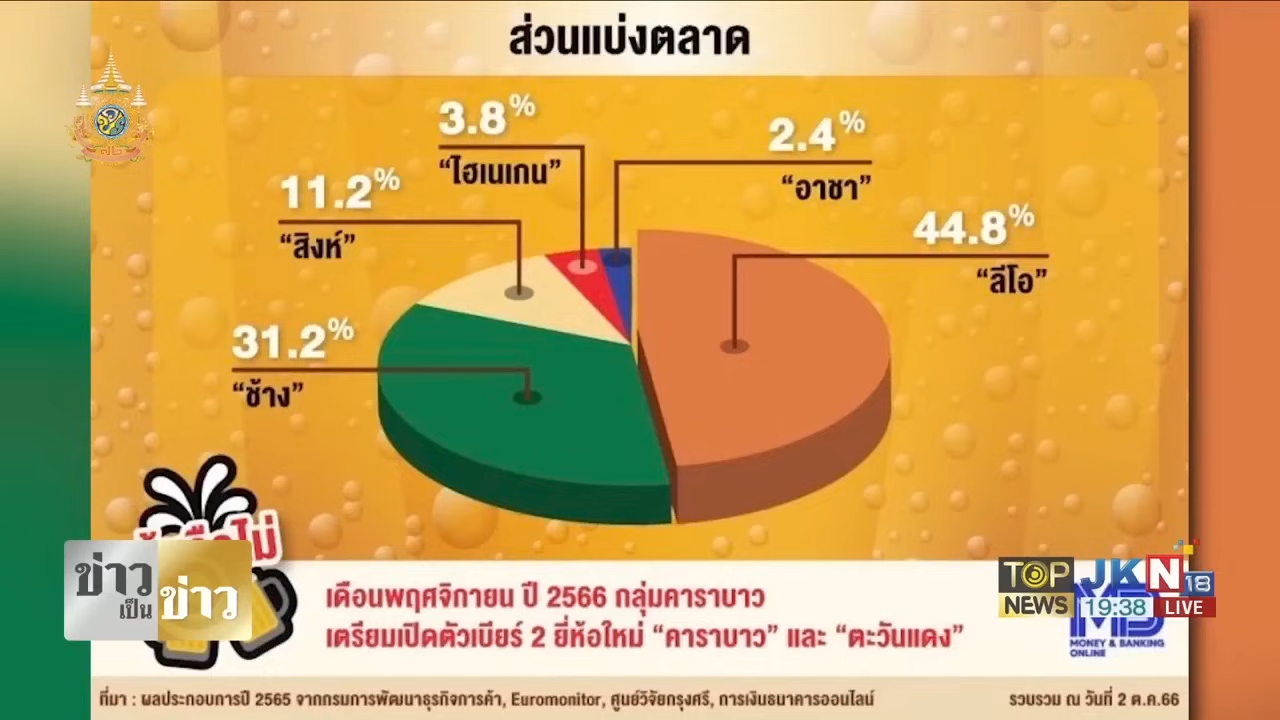 ส่วนแบ่งตลาด
3.8%
“ไฮเนเกน”
2.4%
“อาชา”
11.2%
“สิงห์”
44.8%
“ลีโอ”
31.2%
“ช้าง”
ข่าว
เป็น
ข่าว
เดือนพฤศจิกายน ปี 2566 กลุ่มคาราบาว
เตรียมเปิดตัวเบียร์ 2 ยี่ห้อใหม่ “คาราบาว” และ “ตะวันแดง”
TOP
NEWS
JKN
18
19:38
LIVE
MB
MONEY & BANKING
ONLINE
ที่มา : ผลประกอบการปี 2565 จากกรมการพัฒนาธุรกิจการค้า, Euromonitor, ศูนย์วิจัยกรุงศรี, การเงินธนาคารออนไลน์
รวบรวม ณ วันที่ 2 ต.ค.66